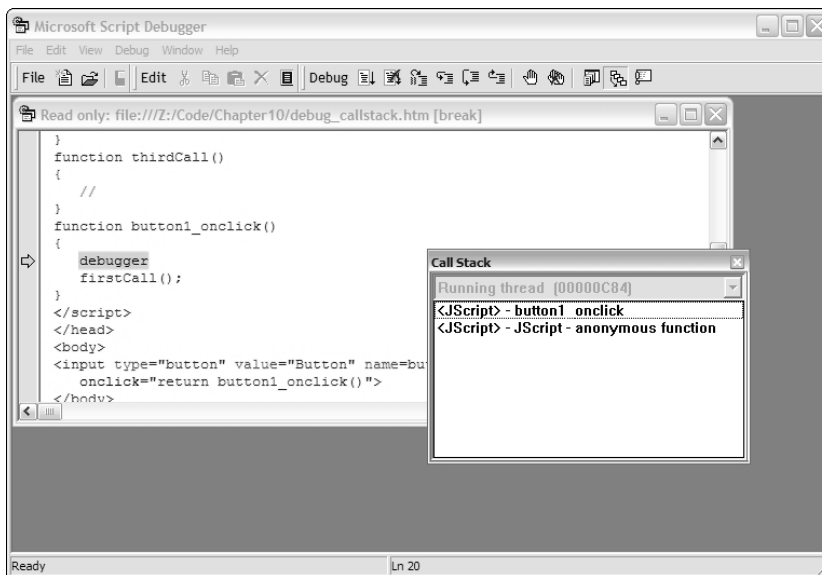 Microsoft Script Debugger
File Edit View Debug Window Help
File Edit Debug
Read only: file:///Z:/Code/Chapter10/debug_callstack.htm [break]
}
function thirdCall()
{
//
}
function button1_onclick()
{
debugger
firstCall();
}
</script>
</head>
<body>
<input type="button" value="Button" name=bu
onclick="return button1_onclick()">
</body>
Call Stack
Running thread (00000C84)
<JScript> - button1 onclick
<JScript> - JScript - anonymous function
Ready
Ln 20